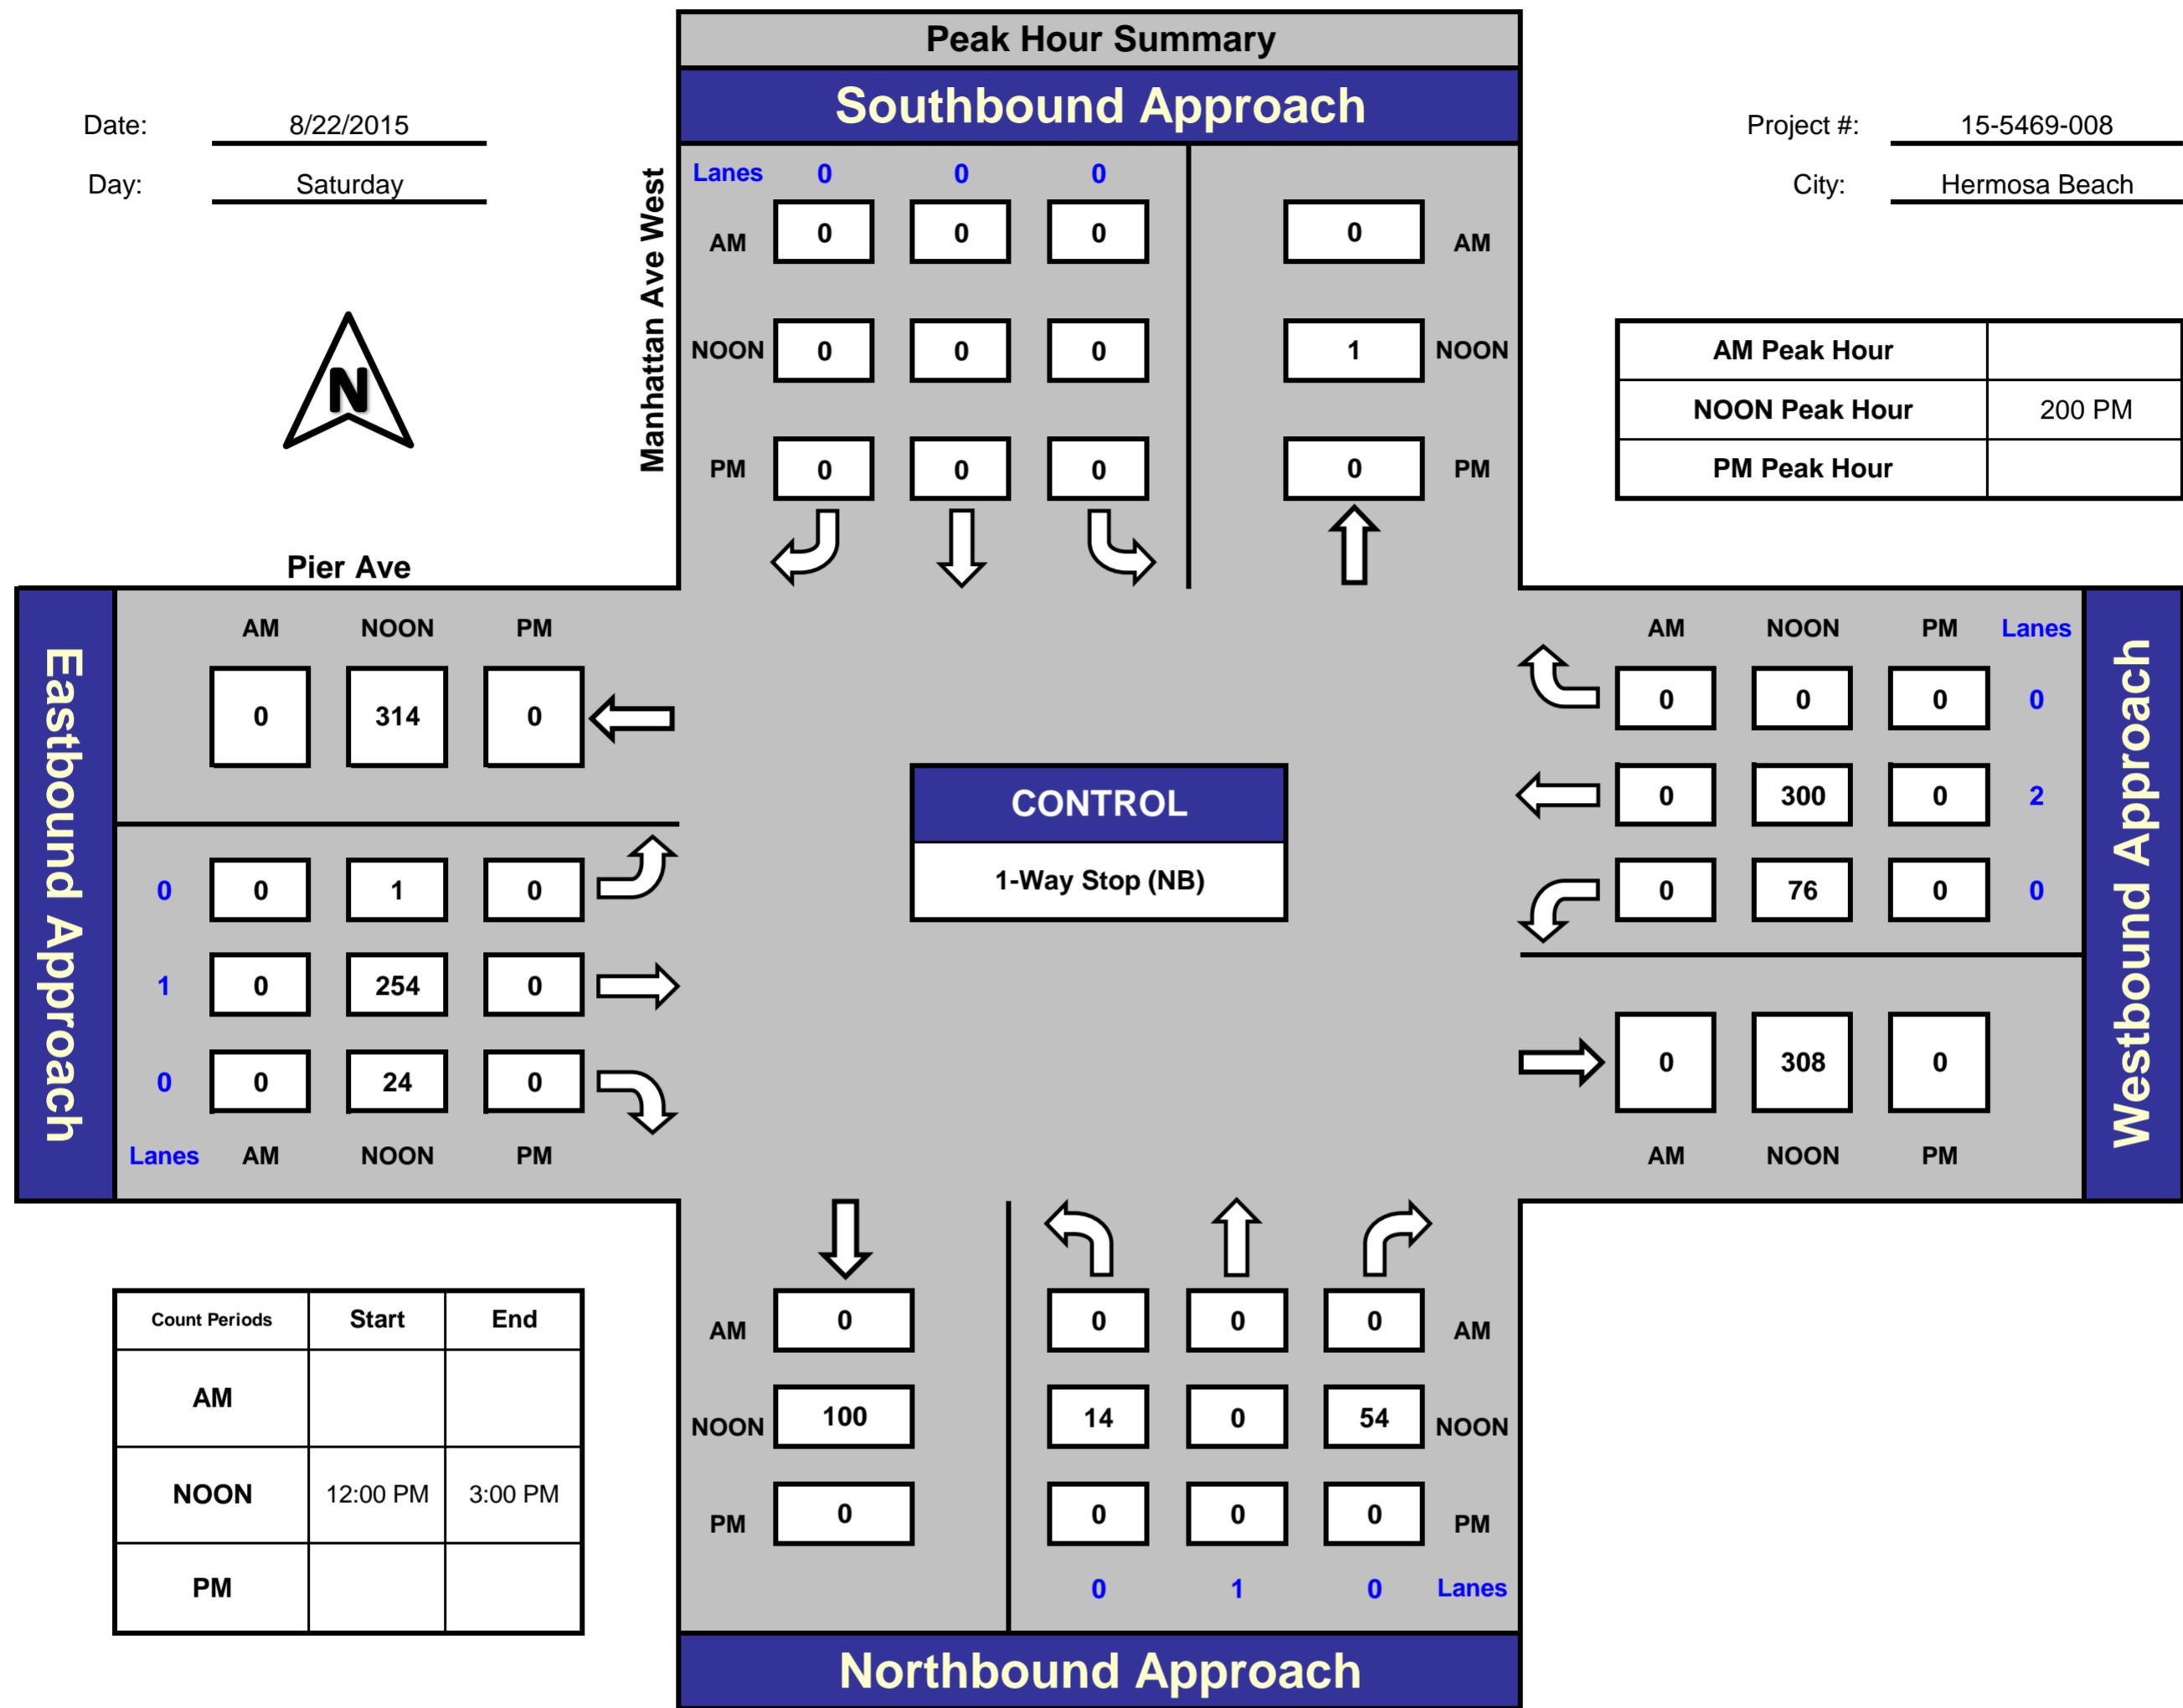 Peak Hour Summary
Southbound Approach
Date: 8/22/2015
Project #: 15-5469-008
Day: Saturday
City: Hermosa Beach
Manhattan Ave West
Lanes 0 0 0
AM 0 0 0 0 AM
NOON 0 0 0 1 NOON
PM 0 0 0 0 PM
N
AM Peak Hour
NOON Peak Hour 200 PM
PM Peak Hour
Pier Ave
Eastbound Approach
AM NOON PM
0 314 0
0 0 1 0
1 0 254 0
0 0 24 0
Lanes AM NOON PM
CONTROL
1-Way Stop (NB)
AM NOON PM Lanes
0 0 0 0
0 300 0 2
0 76 0 0
0 308 0
AM NOON PM
Westbound Approach
Count Periods Start End
AM
NOON 12:00 PM 3:00 PM
PM
AM 0 0 0 0 AM
NOON 100 14 0 54 NOON
PM 0 0 0 0 PM
0 1 0 Lanes
Northbound Approach